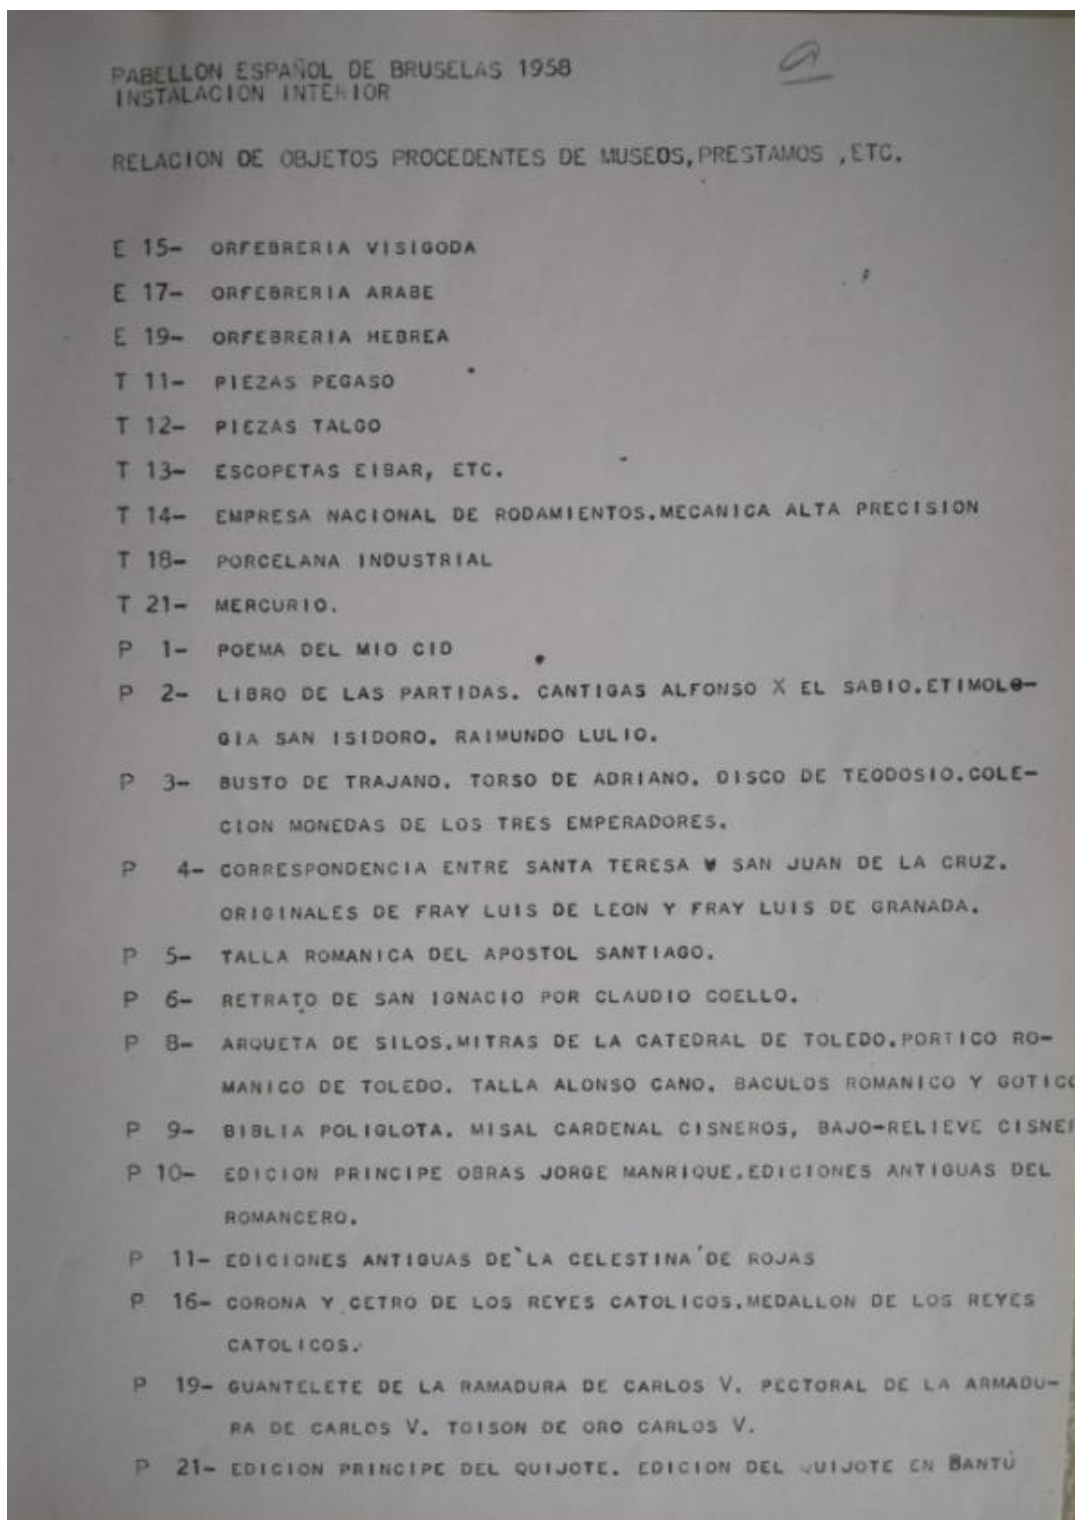 a
PABELLON ESPAÑOL DE BRUSELAS 1958
INSTALACION INTERIOR
RELACION DE OBJETOS PROCEDENTES DE MUSEOS,PRESTAMOS ,ETC.
E 15- ORFEBRERIA VISIGODA
E 17- ORFEBRERIA ARABE
E 19- ORFEBRERIA HEBREA
T 11- PIEZAS PEGASO
T 12- PIEZAS TALGO
T 13- ESCOPETAS EIBAR, ETC.
T 14- EMPRESA NACIONAL DE RODAMIENTOS.MECANICA ALTA PRECISION
T 18- PORCELANA INDUSTRIAL
T 21- MERCURIO.
P 1- POEMA DEL MIO CID
P 2- LIBRO DE LAS PARTIDAS. CANTIGAS ALFONSO X EL SABIO.ETIMOLO-
GIA SAN ISIDORO. RAIMUNDO LULIO.
P 3- BUSTO DE TRAJANO. TORSO DE ADRIANO. DISCO DE TEODOSIO.COLE-
CION MONEDAS DE LOS TRES EMPERADORES.
P 4- CORRESPONDENCIA ENTRE SANTA TERESA Y SAN JUAN DE LA CRUZ.
ORIGINALES DE FRAY LUIS DE LEON Y FRAY LUIS DE GRANADA.
P 5- TALLA ROMANICA DEL APOSTOL SANTIAGO.
P 6- RETRATO DE SAN IGNACIO POR CLAUDIO COELLO.
P 8- ARQUETA DE SILOS.MITRAS DE LA CATEDRAL DE TOLEDO.PORTICO RO-
MANICO DE TOLEDO. TALLA ALONSO CANO. BACULOS ROMANICO Y GOTICO
P 9- BIBLIA POLIGLOTA. MISAL CARDENAL CISNEROS, BAJO-RELIEVE CISNER
P 10- EDICION PRINCIPE OBRAS JORGE MANRIQUE.EDICIONES ANTIGUAS DEL
ROMANCERO.
P 11- EDICIONES ANTIGUAS DE LA CELESTINA DE ROJAS
P 16- CORONA Y CETRO DE LOS REYES CATOLICOS.MEDALLON DE LOS REYES
CATOLICOS.
P 19- GUANTELETE DE LA RAMADURA DE CARLOS V. PECTORAL DE LA ARMADU-
RA DE CARLOS V. TOISON DE ORO CARLOS V.
P 21- EDICION PRINCIPE DEL QUIJOTE. EDICION DEL QUIJOTE EN BANTÚ